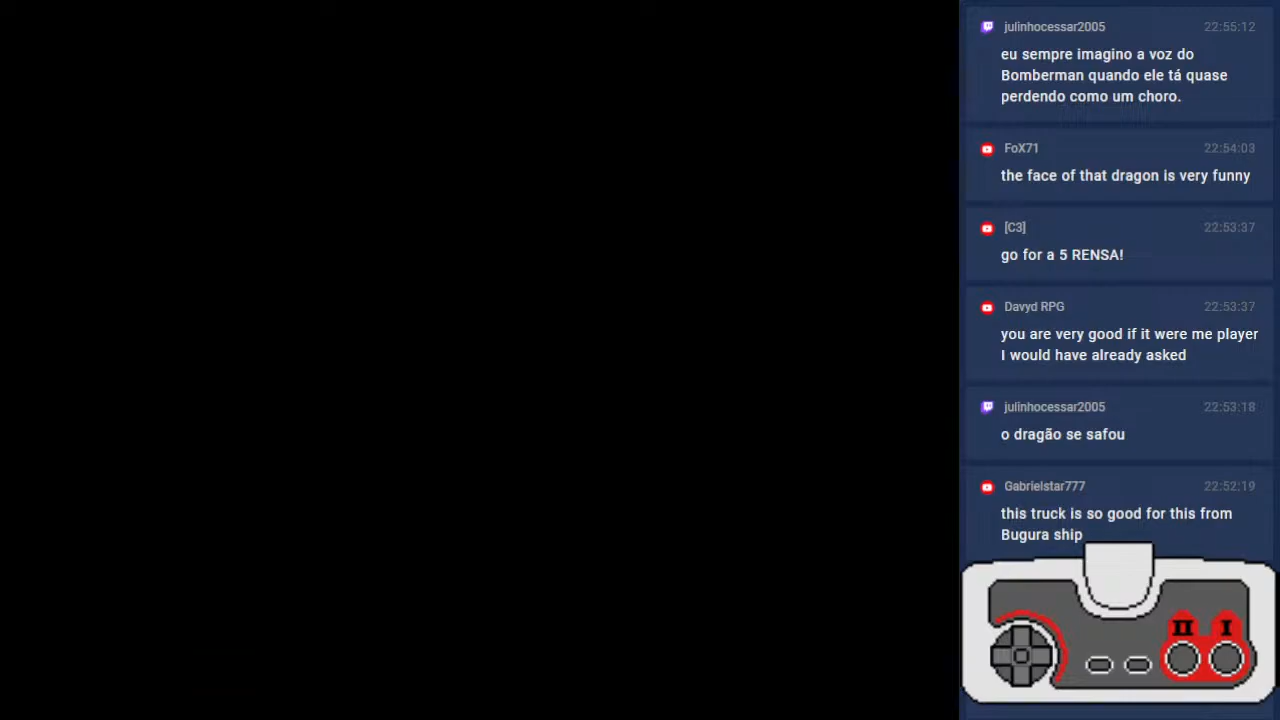 julinhocessar2005 22:55:12
eu sempre imagino a voz do
Bomberman quando ele tá quase
perdendo como um choro.
FoX71 22:54:03
the face of that dragon is very funny
[C3] 22:53:37
go for a 5 RENSA!
Davyd RPG 22:53:37
you are very good if it were me player
I would have already asked
julinhocessar2005 22:53:18
o dragão se safou
Gabrielstar777 22:52:19
this truck is so good for this from
Bugura ship
II I